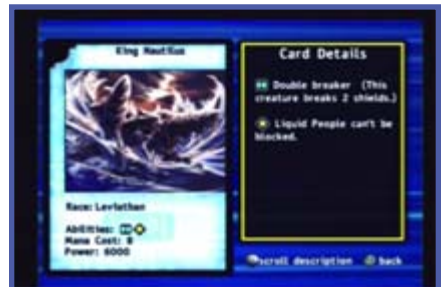 King Nautilus
Race: Leviathan
Abilities:
Mana Cost: 8
Power: 6000
Card Details
Double breaker (This
creature breaks 2 shields.)
Liquid People can't be
blocked.
scroll description
back